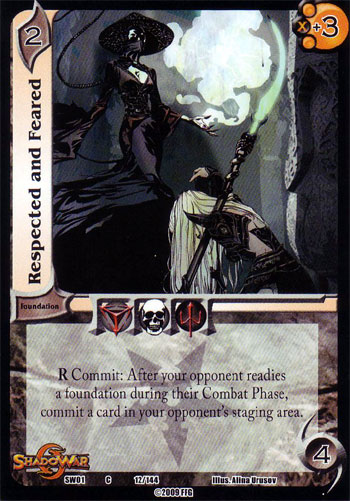 2
X +3
Respected and Feared
foundation
R Commit: After your opponent readies
a foundation during their Combat Phase,
commit a card in your opponent's staging area.
SHADOWAR
4
SW01 C 12/144 Illus. Alina Urusov
©2009 FFG